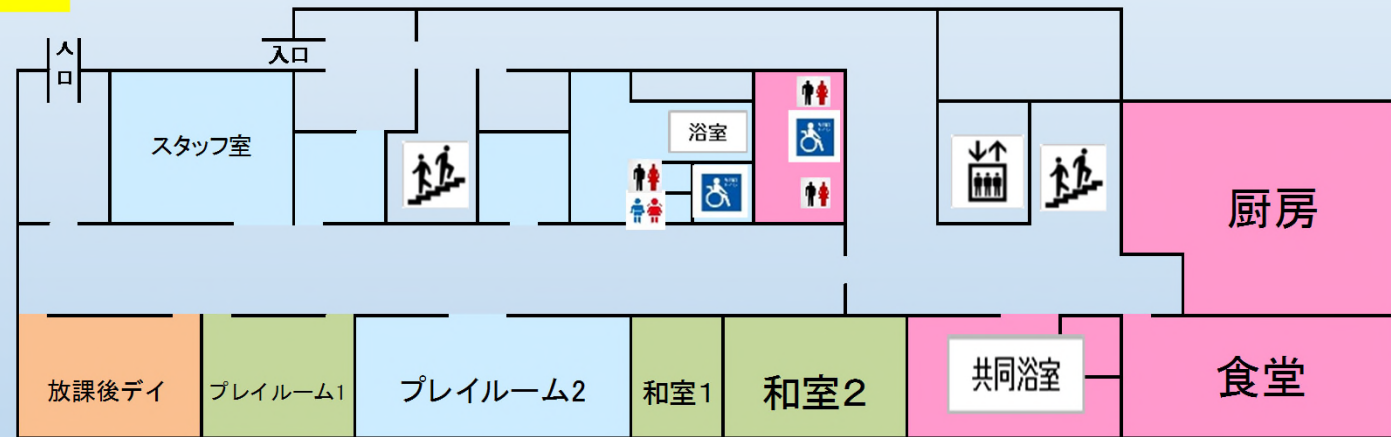 入口
入口
スタッフ室
浴室
厨房
放課後デイ
プレイルーム1
プレイルーム2
和室1
和室2
共同浴室
食堂